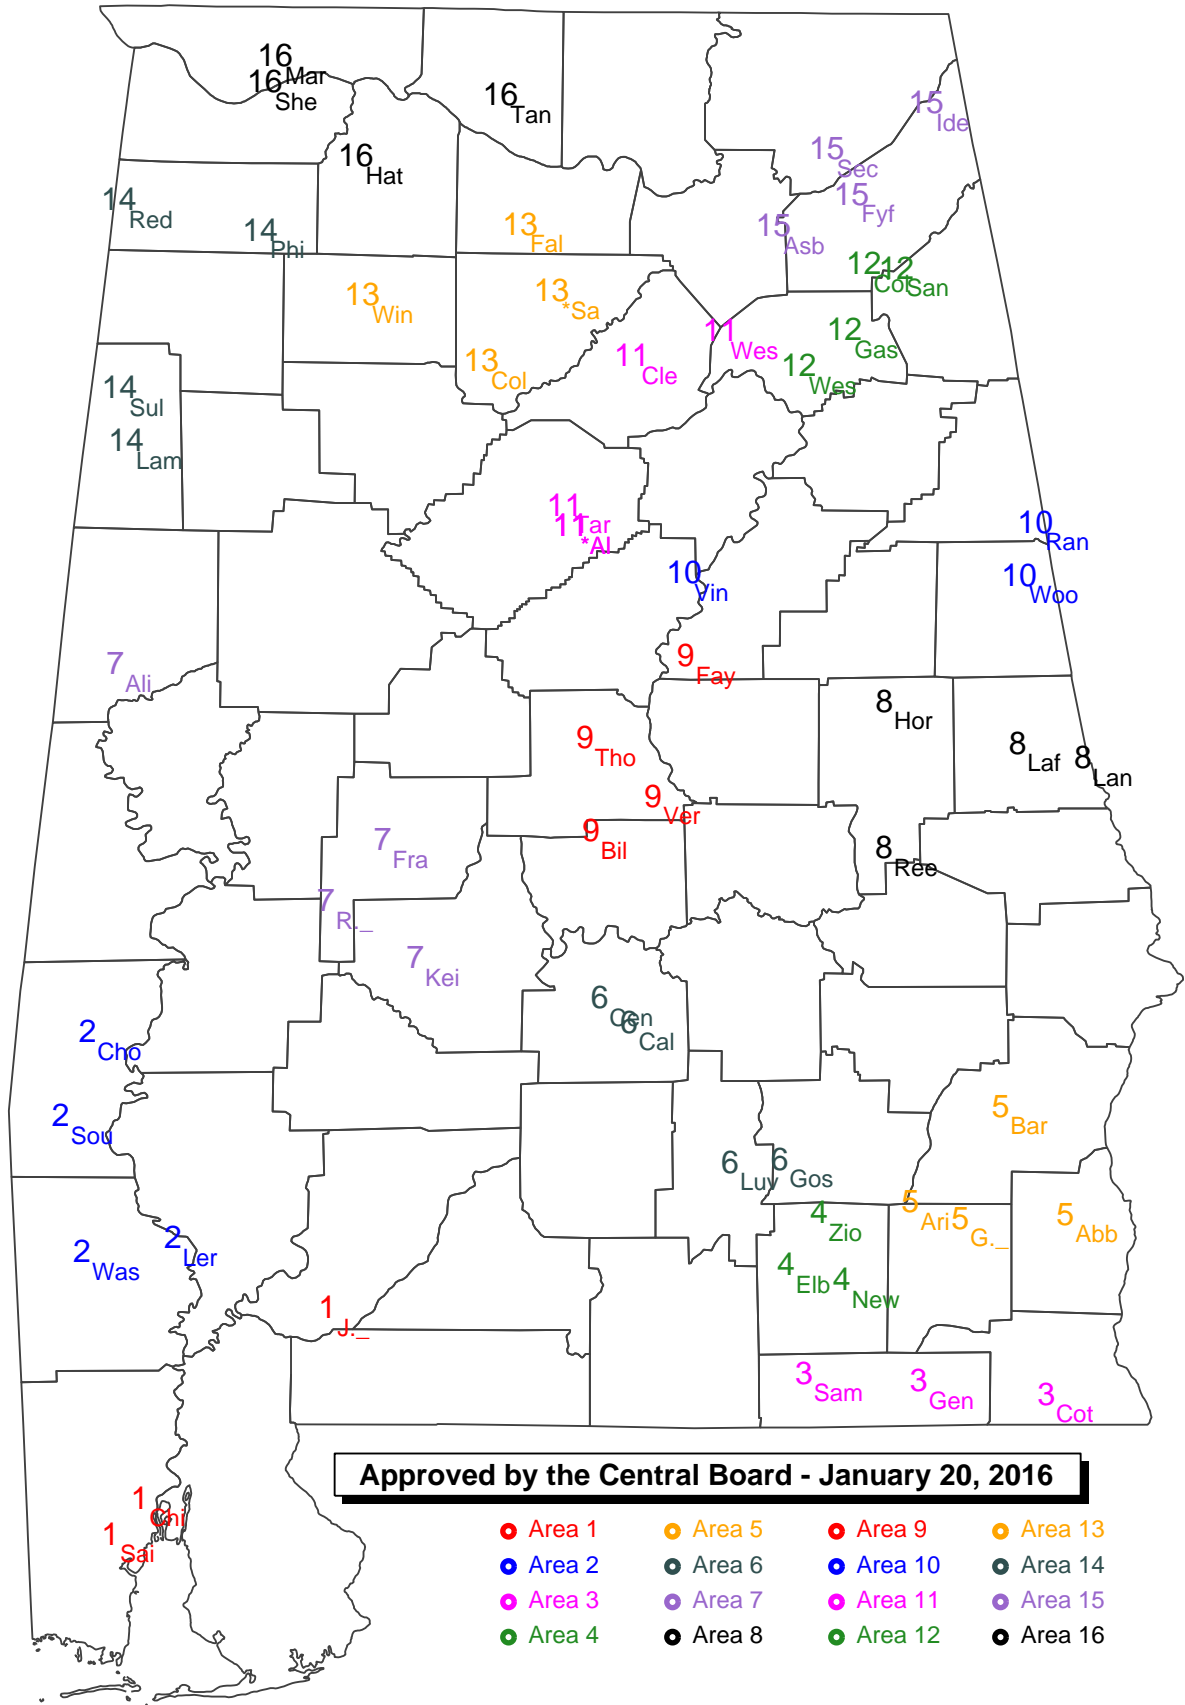 16 Mar
16 She
16 Tan
15 Ide
16 Hat
15 Sec
15 Fyf
14 Red
14 Phi
13 Fal
15 Asb
12 Col
12 San
13 Win
13 *Sa
11 Wes
12 Gas
13 Col
11 Cle
12 Wes
14 Sul
14 Lam
11 Tar
11 *Al
10 Ran
10 Vin
10 Woo
7 Ali
9 Fay
8 Hor
9 Tho
8 Laf
8 Lan
9 Ver
9 Bil
7 Fra
8 Ree
7 R._
7 Kei
6 Cen
6 Cal
2 Cho
2 Sou
5 Bar
6 Luv
6 Gos
4 Zio
5 Ari
5 G._
5 Abb
2 Was
2 Ler
4 Elb
4 New
1 J._
3 Sam
3 Gen
3 Cot
Approved by the Central Board - January 20, 2016
1 Chi
1 Sai
Area 1 Area 5 Area 9 Area 13
Area 2 Area 6 Area 10 Area 14
Area 3 Area 7 Area 11 Area 15
Area 4 Area 8 Area 12 Area 16